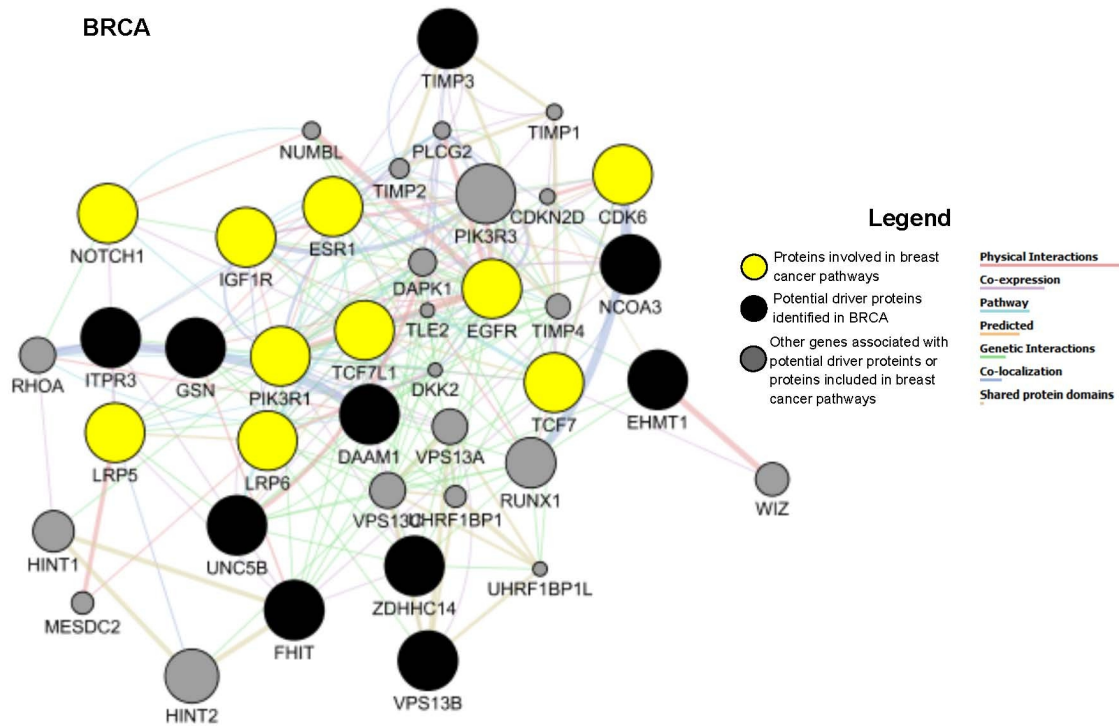 BRCA
TIMP3
TIMP1
NUMBL
PLCG2
TIMP2
CDKN2D
CDK6
PIK3R3
NOTCH1
ESR1
IGF1R
DAPK1
NCOA3
EGFR
TLE2
TIMP4
RHOA
ITPR3
GSN
PIK3R1
TCF7L1
DKK2
TCF7
EHMT1
LRP5
LRP6
DAAM1
VPS13A
RUNX1
WIZ
VPS13C
UHRF1BP1
HINT1
UNC5B
UHRF1BP1L
MESDC2
ZDHHC14
FHIT
HINT2
VPS13B
Legend
Proteins involved in breast
cancer pathways
Potential driver proteins
identified in BRCA
Other genes associated with
potential driver proteints or
proteins included in breast
cancer pathways
Physical Interactions
Co-expression
Pathway
Predicted
Genetic Interactions
Co-localization
Shared protein domains